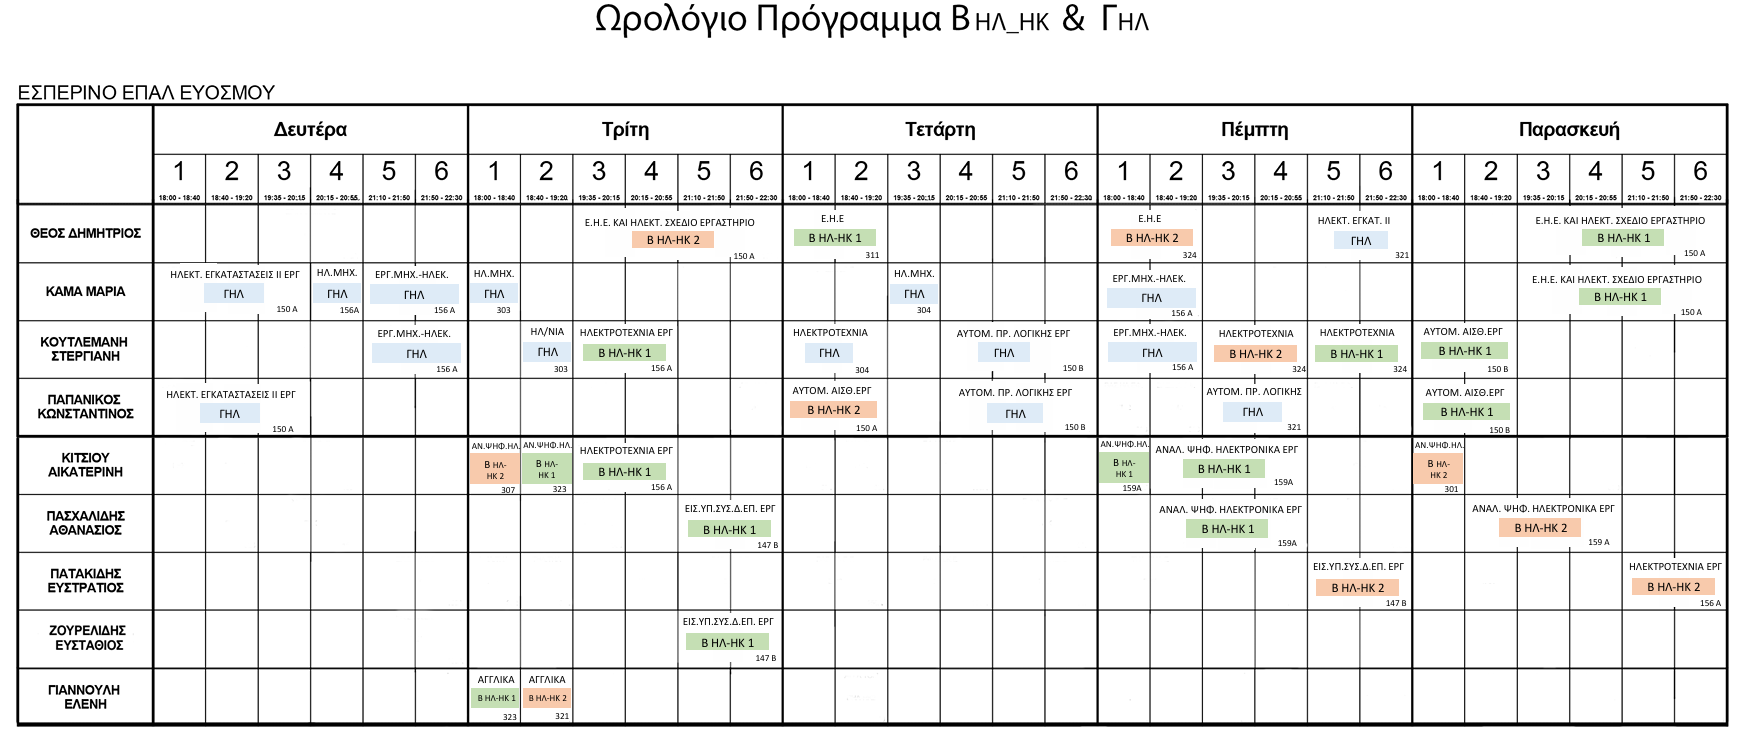 Ωρολόγιο Πρόγραμμα Β ΗΛ_ΗΚ & ΓΗΛ
ΕΣΠΕΡΙΝΟ ΕΠΑΛ ΕΥΟΣΜΟΥ
Δευτέρα Τρίτη Τετάρτη Πέμπτη Παρασκευή
1 2 3 4 5 6 1 2 3 4 5 6 1 2 3 4 5 6 1 2 3 4 5 6 1 2 3 4 5 6
18:00 - 18:40 18:40 - 19:20 19:35 - 20:15 20:15 - 20:55 21:10 - 21:50 21:50 - 22:30 18:00 - 18:40 18:40 - 19:20 19:35 - 20:15 20:15 - 20:55 21:10 - 21:50 21:50 - 22:30 18:00 - 18:40 18:40 - 19:20 19:35 - 20:15 20:15 - 20:55 21:10 - 21:50 21:50 - 22:30 18:00 - 18:40 18:40 - 19:20 19:35 - 20:15 20:15 - 20:55 21:10 - 21:50 21:50 - 22:30 18:00 - 18:40 18:40 - 19:20 19:35 - 20:15 20:15 - 20:55 21:10 - 21:50 21:50 - 22:30
ΘΕΟΣ ΔΗΜΗΤΡΙΟΣ
Ε.Η.Ε. ΚΑΙ ΗΛΕΚΤ. ΣΧΕΔΙΟ ΕΡΓΑΣΤΗΡΙΟ
Β ΗΛ-ΗΚ 2
150 Α
Ε.Η.Ε
Β ΗΛ-ΗΚ 1
311
Ε.Η.Ε
Β ΗΛ-ΗΚ 2
324
ΗΛΕΚΤ. ΕΓΚΑΤ. ΙΙ
ΓΗΛ
321
Ε.Η.Ε. ΚΑΙ ΗΛΕΚΤ. ΣΧΕΔΙΟ ΕΡΓΑΣΤΗΡΙΟ
Β ΗΛ-ΗΚ 1
150 Α
ΚΑΜΑ ΜΑΡΙΑ
ΗΛΕΚΤ. ΕΓΚΑΤΑΣΤΑΣΕΙΣ ΙΙ ΕΡΓ
ΓΗΛ
150 Α
ΗΛ.ΜΗΧ.
ΓΗΛ
156Α
ΕΡΓ.ΜΗΧ.-ΗΛΕΚ.
ΓΗΛ
156 Α
ΗΛ.ΜΗΧ.
ΓΗΛ
303
ΗΛ.ΜΗΧ.
ΓΗΛ
304
ΕΡΓ.ΜΗΧ.-ΗΛΕΚ.
ΓΗΛ
156 Α
Ε.Η.Ε. ΚΑΙ ΗΛΕΚΤ. ΣΧΕΔΙΟ ΕΡΓΑΣΤΗΡΙΟ
Β ΗΛ-ΗΚ 1
150 Α
ΚΟΥΤΛΕΜΑΝΗ
ΣΤΕΡΓΙΑΝΗ
ΕΡΓ.ΜΗΧ.-ΗΛΕΚ.
ΓΗΛ
156 Α
ΗΛ/ΝΙΑ
ΓΗΛ
303
ΗΛΕΚΤΡΟΤΕΧΝΙΑ ΕΡΓ
Β ΗΛ-ΗΚ 1
156 Α
ΗΛΕΚΤΡΟΤΕΧΝΙΑ
ΓΗΛ
304
ΑΥΤΟΜ. ΠΡ. ΛΟΓΙΚΗΣ ΕΡΓ
ΓΗΛ
150 Β
ΕΡΓ.ΜΗΧ.-ΗΛΕΚ.
ΓΗΛ
156 Α
ΗΛΕΚΤΡΟΤΕΧΝΙΑ
Β ΗΛ-ΗΚ 2
324
ΗΛΕΚΤΡΟΤΕΧΝΙΑ
Β ΗΛ-ΗΚ 1
324
ΑΥΤΟΜ. ΑΙΣΘ.ΕΡΓ
Β ΗΛ-ΗΚ 1
150 Β
ΠΑΠΑΝΙΚΟΣ
ΚΩΝΣΤΑΝΤΙΝΟΣ
ΗΛΕΚΤ. ΕΓΚΑΤΑΣΤΑΣΕΙΣ ΙΙ ΕΡΓ
ΓΗΛ
150 Α
ΑΥΤΟΜ. ΑΙΣΘ.ΕΡΓ
Β ΗΛ-ΗΚ 2
150 Α
ΑΥΤΟΜ. ΠΡ. ΛΟΓΙΚΗΣ ΕΡΓ
ΓΗΛ
150 Β
ΑΥΤΟΜ. ΠΡ. ΛΟΓΙΚΗΣ
ΓΗΛ
321
ΑΥΤΟΜ. ΑΙΣΘ.ΕΡΓ
Β ΗΛ-ΗΚ 1
150 Β
ΚΙΤΣΙΟΥ
ΑΙΚΑΤΕΡΙΝΗ
ΑΝ.ΨΗΦ.ΗΛ.
Β ΗΛ-
ΗΚ 2
307
ΑΝ.ΨΗΦ.ΗΛ.
Β ΗΛ-
ΗΚ 1
323
ΗΛΕΚΤΡΟΤΕΧΝΙΑ ΕΡΓ
Β ΗΛ-ΗΚ 1
156 Α
ΑΝ.ΨΗΦ.ΗΛ.
Β ΗΛ-
ΗΚ 1
159Α
ΑΝΑΛ. ΨΗΦ. ΗΛΕΚΤΡΟΝΙΚΑ ΕΡΓ
Β ΗΛ-ΗΚ 1
159Α
ΑΝ.ΨΗΦ.ΗΛ.
Β ΗΛ-
ΗΚ 2
301
ΠΑΣΧΑΛΙΔΗΣ
ΑΘΑΝΑΣΙΟΣ
ΕΙΣ.ΥΠ.ΣΥΣ.Δ.ΕΠ. ΕΡΓ
Β ΗΛ-ΗΚ 1
147 Β
ΑΝΑΛ. ΨΗΦ. ΗΛΕΚΤΡΟΝΙΚΑ ΕΡΓ
Β ΗΛ-ΗΚ 1
159Α
ΑΝΑΛ. ΨΗΦ. ΗΛΕΚΤΡΟΝΙΚΑ ΕΡΓ
Β ΗΛ-ΗΚ 2
159 Α
ΠΑΤΑΚΙΔΗΣ
ΕΥΣΤΡΑΤΙΟΣ
ΕΙΣ.ΥΠ.ΣΥΣ.Δ.ΕΠ. ΕΡΓ
Β ΗΛ-ΗΚ 2
147 Β
ΗΛΕΚΤΡΟΤΕΧΝΙΑ ΕΡΓ
Β ΗΛ-ΗΚ 2
156 Α
ΖΟΥΡΕΛΙΔΗΣ
ΕΥΣΤΑΘΙΟΣ
ΕΙΣ.ΥΠ.ΣΥΣ.Δ.ΕΠ. ΕΡΓ
Β ΗΛ-ΗΚ 1
147 Β
ΓΙΑΝΝΟΥΛΗ
ΕΛΕΝΗ
ΑΓΓΛΙΚΑ
Β ΗΛ-ΗΚ 1
323
ΑΓΓΛΙΚΑ
Β ΗΛ-ΗΚ 2
321